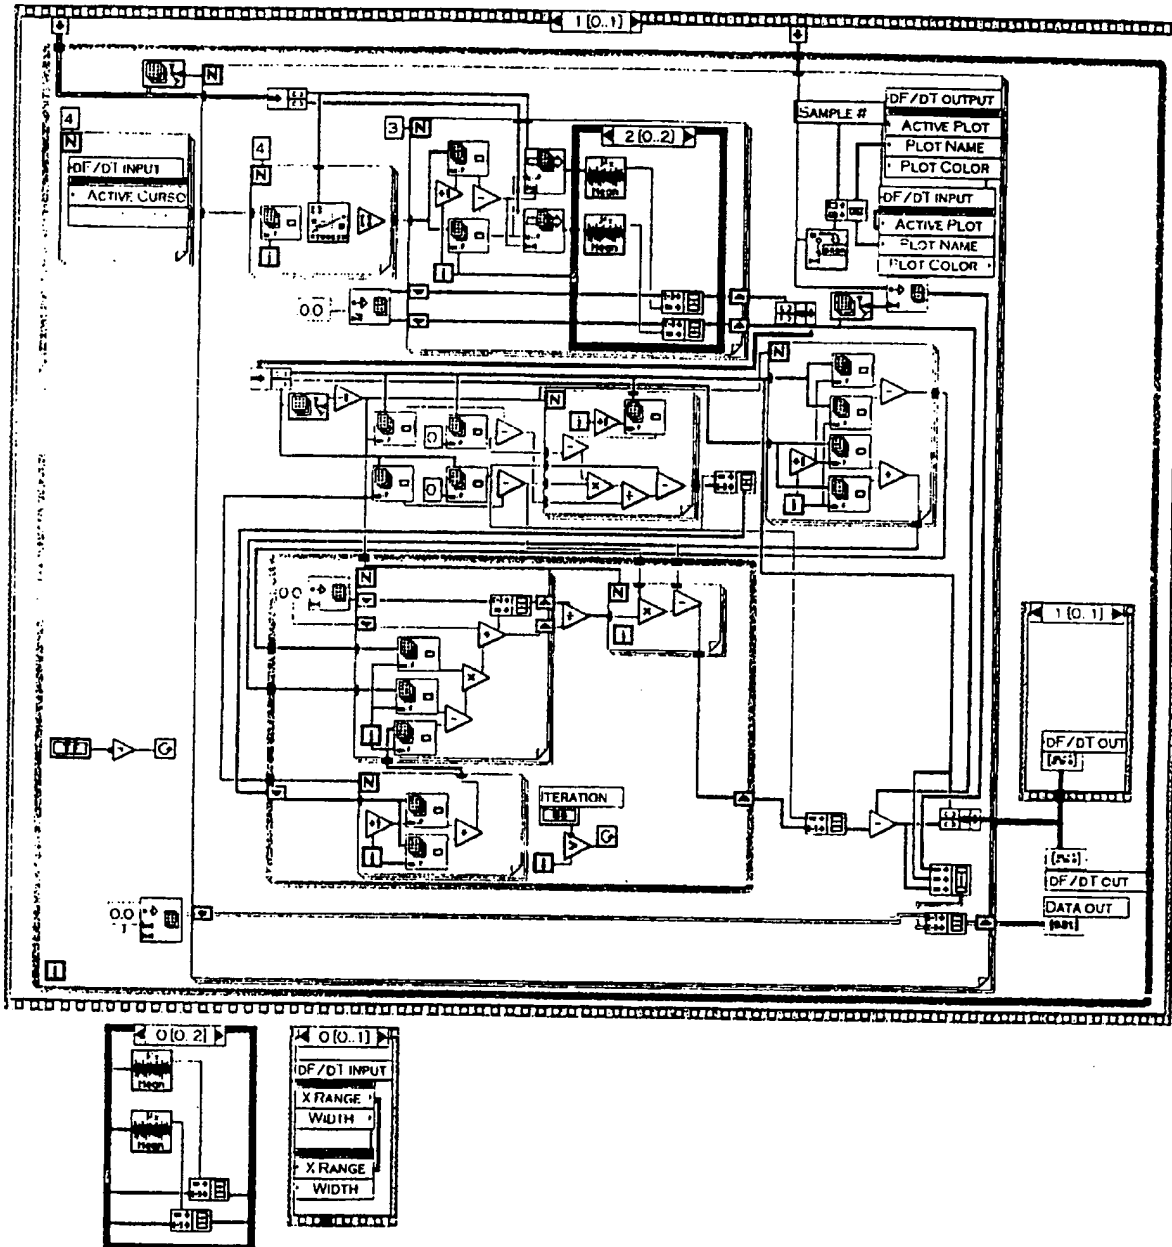 1 [0..1]
N
4
N
DF/DT INPUT
ACTIVE CURSC
4
N
i
3
N
2 [0..2]
Mean
Mean
i
0.0
SAMPLE #
DF/DT OUTPUT
ACTIVE PLOT
PLOT NAME
PLOT COLOR
DF/DT INPUT
ACTIVE PLOT
PLOT NAME
PLOT COLOR
N
N
i
0
0
i
N
0.0
N
i
i
N
i
ITERATION
i
1 [0..1]
DF/DT OUT
DF/DT OUT
DATA OUT
0.0
i
0 [0..2]
Mean
Mean
0 [0..1]
DF/DT INPUT
X RANGE
WIDTH
X RANGE
WIDTH